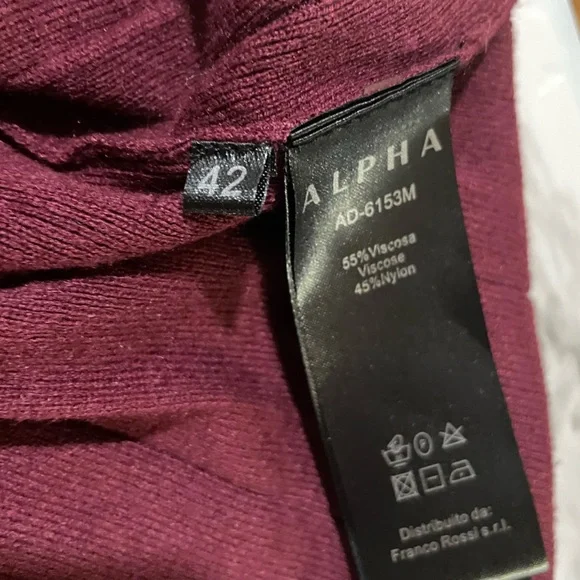 42
ALPHA
AD-6153M
55%Viscosa
Viscose
45%Nylon
Distribuito da:
Franco Rossi s.r.l.